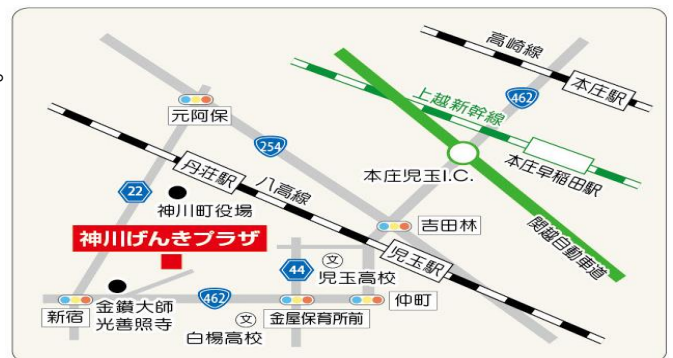 高崎線
本庄駅
462
上越新幹線
本庄早稲田駅
元阿保
254
本庄児玉I.C.
丹荘駅
八高線
22
神川町役場
吉田林
関越自動車道
神川げんきプラザ
児玉駅
文
児玉高校
44
金鑚大師
光善照寺
462
仲町
新宿
文
白楊高校
金屋保育所前